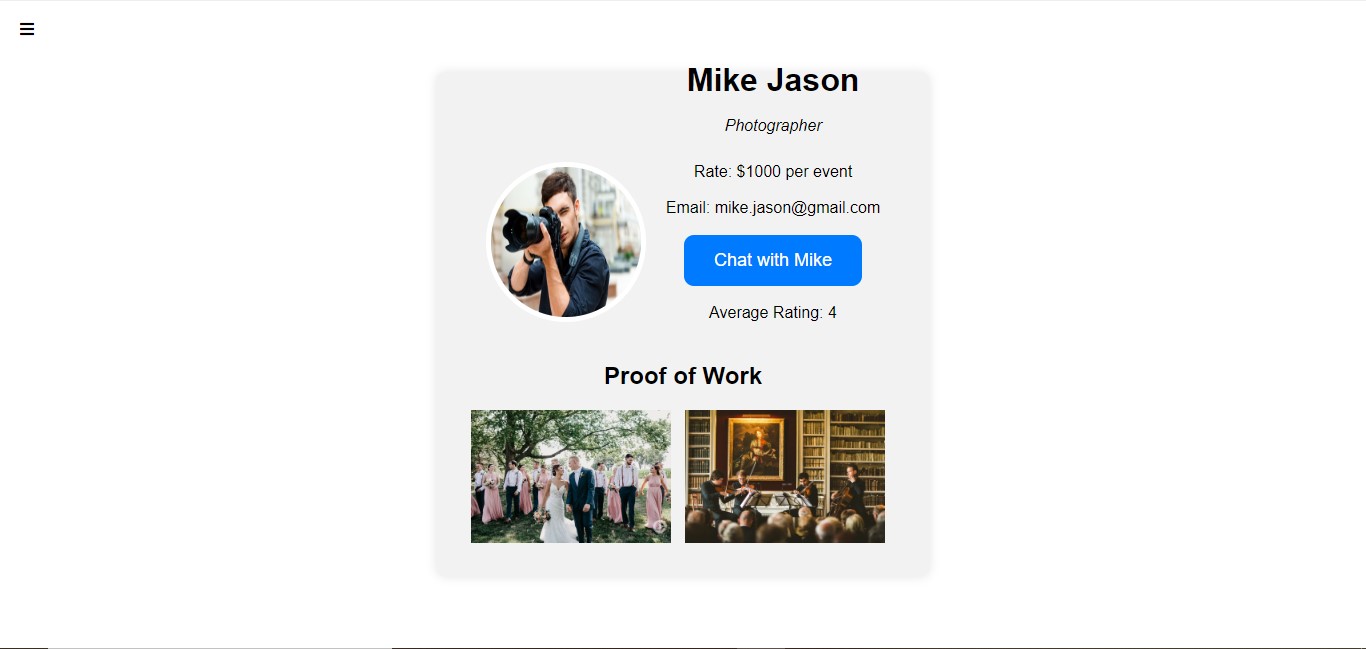 Mike Jason
Photographer
Rate: $1000 per event
Email: mike.jason@gmail.com
Chat with Mike
Average Rating: 4
Proof of Work